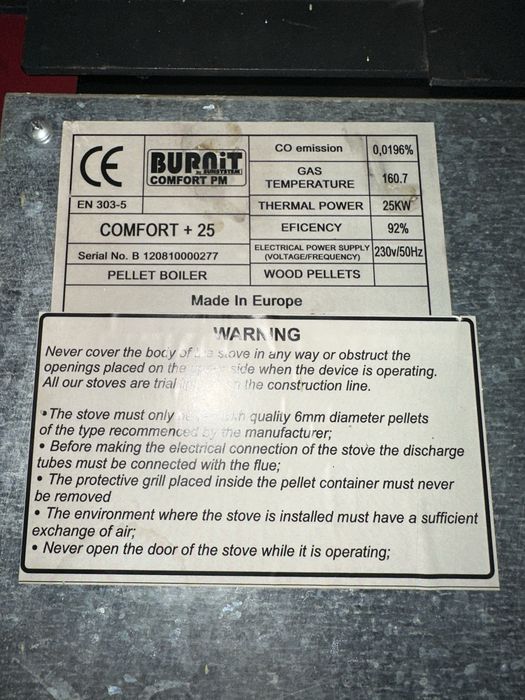 CE
BURNiT
by SUNSYSTEM
COMFORT PM
CO emission 0,0196%
GAS TEMPERATURE 160.7
EN 303-5
THERMAL POWER 25KW
COMFORT + 25
EFICENCY 92%
Serial No. B 120810000277
ELECTRICAL POWER SUPPLY (VOLTAGE/FREQUENCY) 230v/50Hz
PELLET BOILER
WOOD PELLETS
Made In Europe
WARNING
Never cover the body of the stove in any way or obstruct the
openings placed on the side when the device is operating.
All our stoves are trial the construction line.
• The stove must only quality 6mm diameter pellets
of the type recommenced by the manufacturer;
• Before making the electrical connection of the stove the discharge
tubes must be connected with the flue;
• The protective grill placed inside the pellet container must never
be removed
• The environment where the stove is installed must have a sufficient
exchange of air;
• Never open the door of the stove while it is operating;